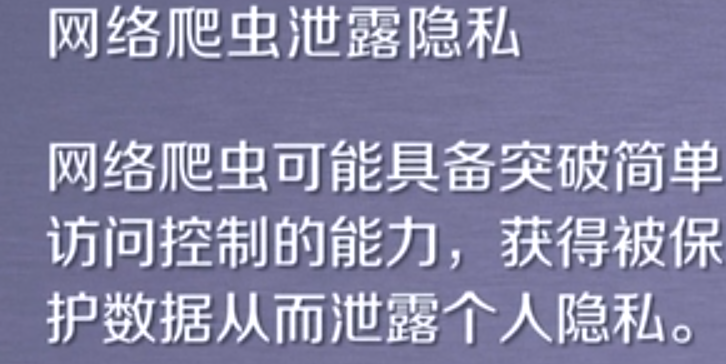 网络爬虫泄露隐私
网络爬虫可能具备突破简单
访问控制的能力，获得被保
护数据从而泄露个人隐私。